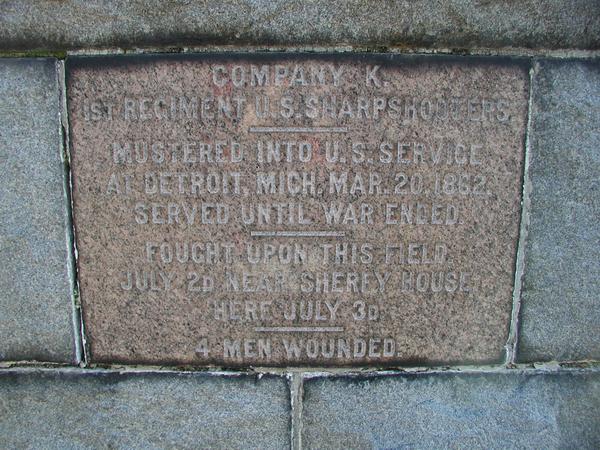 COMPANY K.
1ST REGIMENT U.S. SHARPSHOOTERS,
MUSTERED INTO U.S. SERVICE
AT DETROIT, MICH. MAR. 20. 1862.
SERVED UNTIL WAR ENDED.
FOUGHT UPON THIS FIELD
JULY 2D NEAR SHERFY HOUSE
HERE JULY 3D
4 MEN WOUNDED.